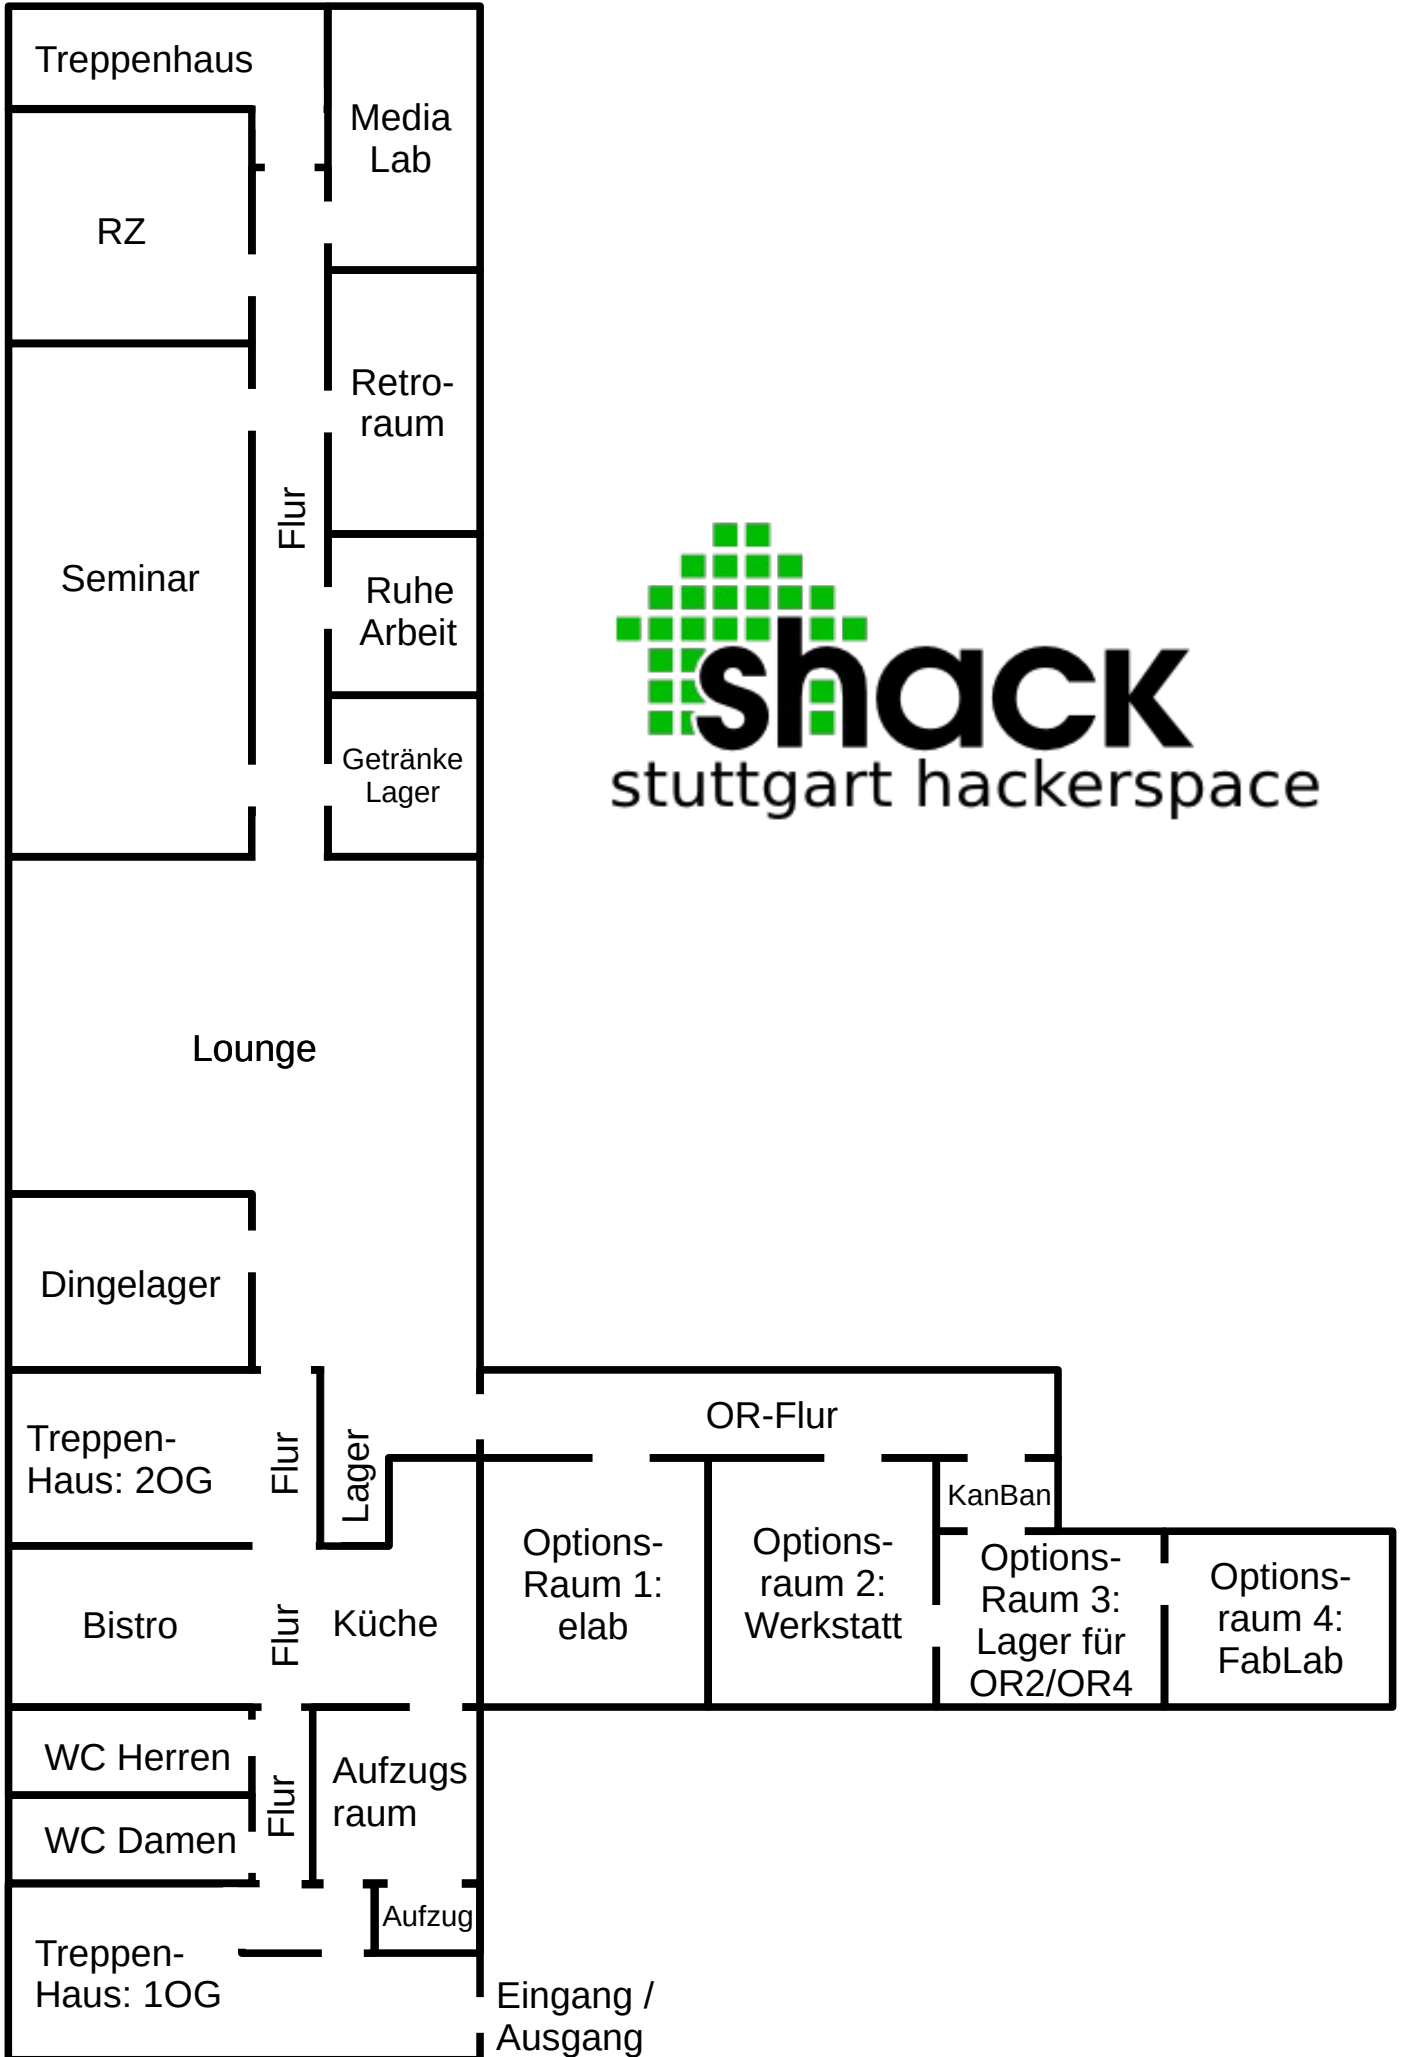 Treppenhaus
Media
Lab
RZ
Retro-
raum
Flur
Seminar
Ruhe
Arbeit
Getränke
Lager
shack
stuttgart hackerspace
Lounge
Dingelager
OR-Flur
Treppen-
Haus: 2OG
Flur
Lager
KanBan
Options-
Raum 1:
elab
Options-
raum 2:
Werkstatt
Options-
Raum 3:
Lager für
OR2/OR4
Options-
raum 4:
FabLab
Bistro
Flur
Küche
WC Herren
Flur
Aufzugs
raum
WC Damen
Aufzug
Treppen-
Haus: 1OG
Eingang /
Ausgang